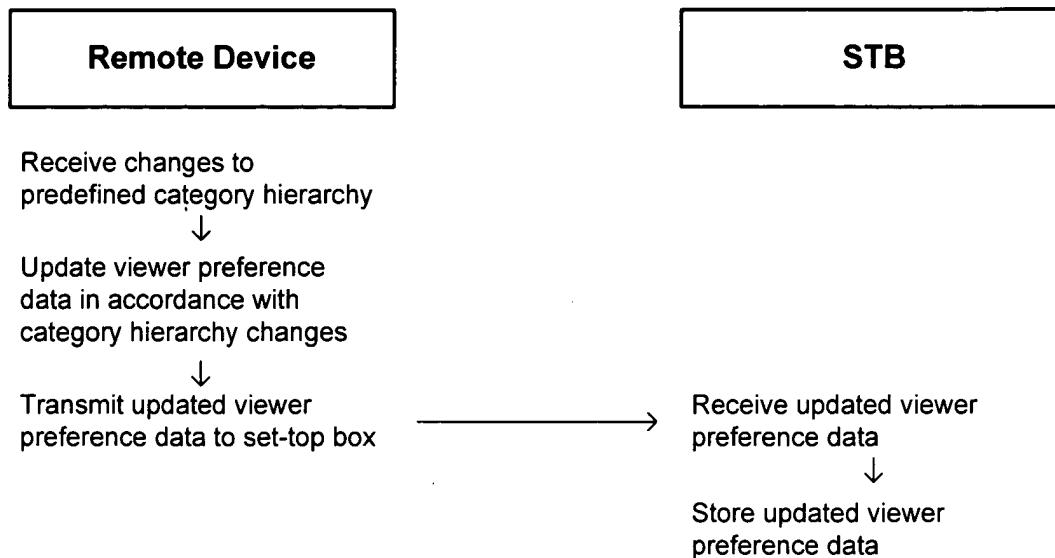 Remote Device
STB
Receive changes to
predefined category hierarchy
↓
Update viewer preference
data in accordance with
category hierarchy changes
↓
Transmit updated viewer
preference data to set-top box
→
Receive updated viewer
preference data
↓
Store updated viewer
preference data